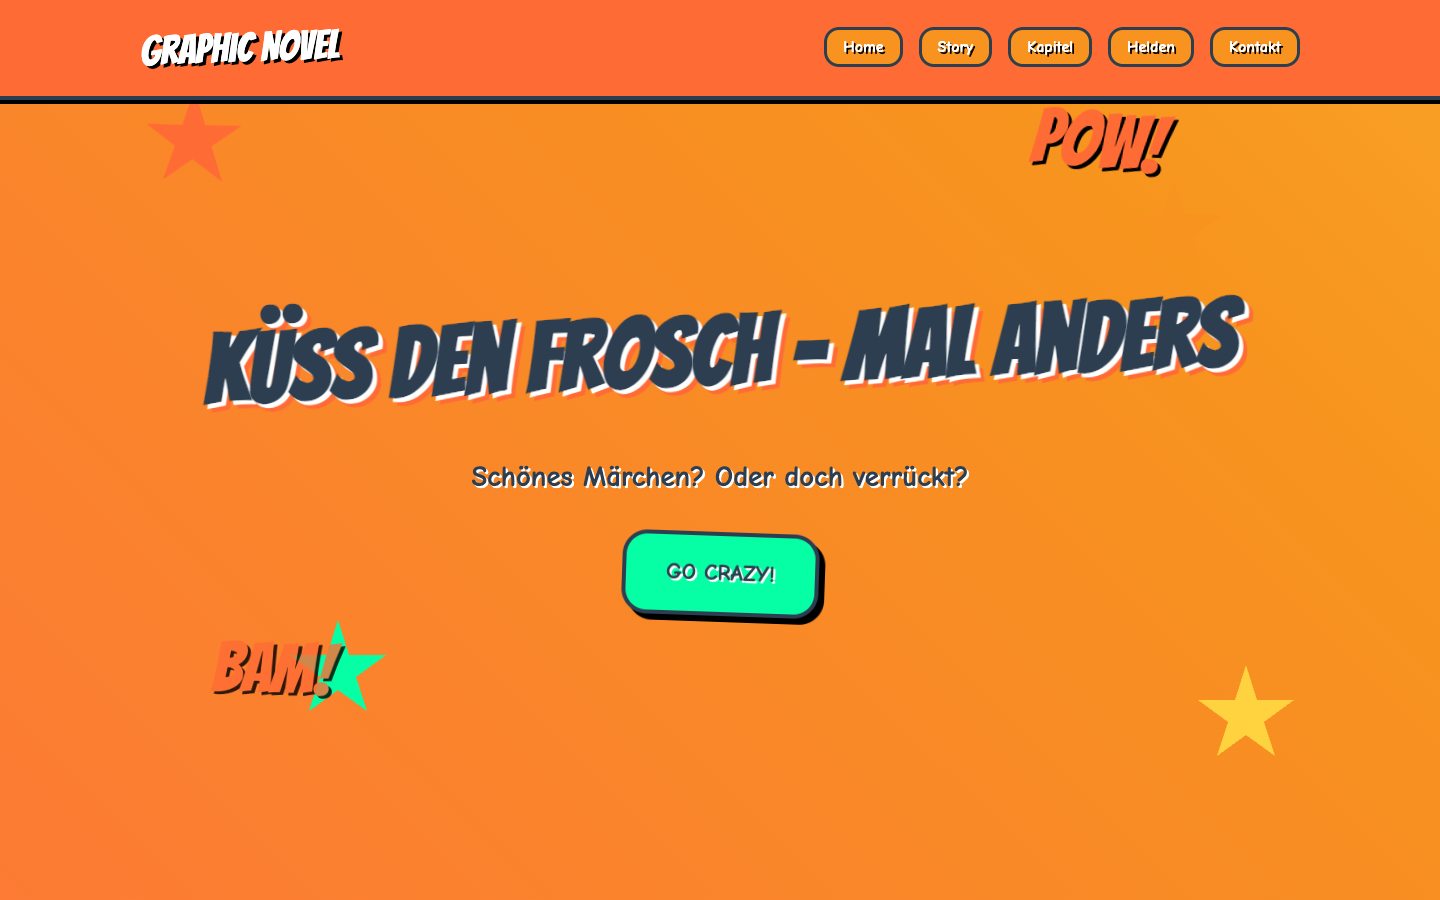 GRAPHIC NOVEL
Home
Story
Kapitel
Helden
Kontakt
POW!
KÜSS DEN FROSCH - MAL ANDERS
Schönes Märchen? Oder doch verrückt?
GO CRAZY!
BAM!